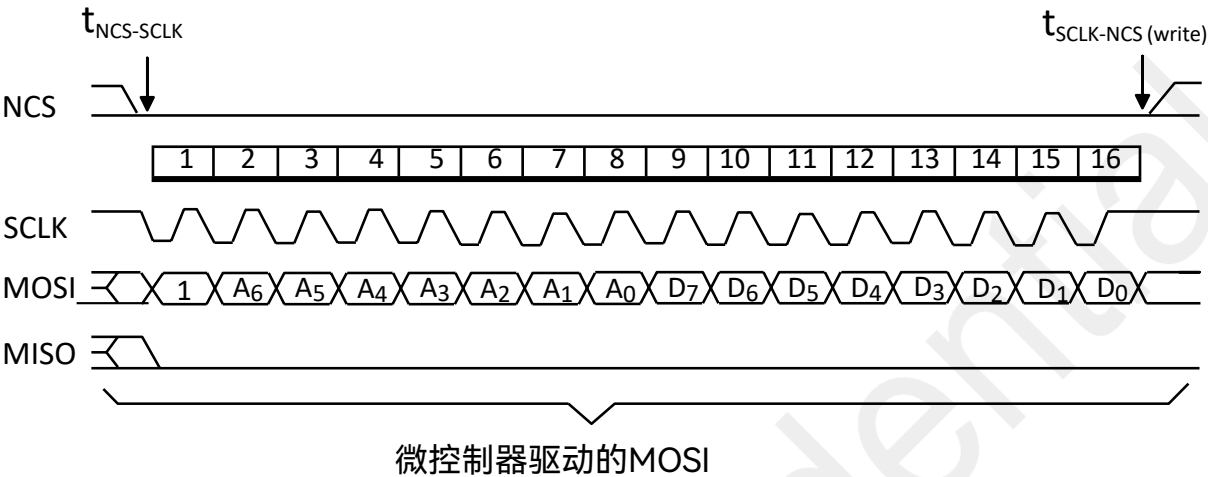 tNCS-SCLK
tSCLK-NCS (write)
NCS
1 2 3 4 5 6 7 8 9 10 11 12 13 14 15 16
SCLK
MOSI 1 A6 A5 A4 A3 A2 A1 A0 D7 D6 D5 D4 D3 D2 D1 D0
MISO
微控制器驱动的MOSI